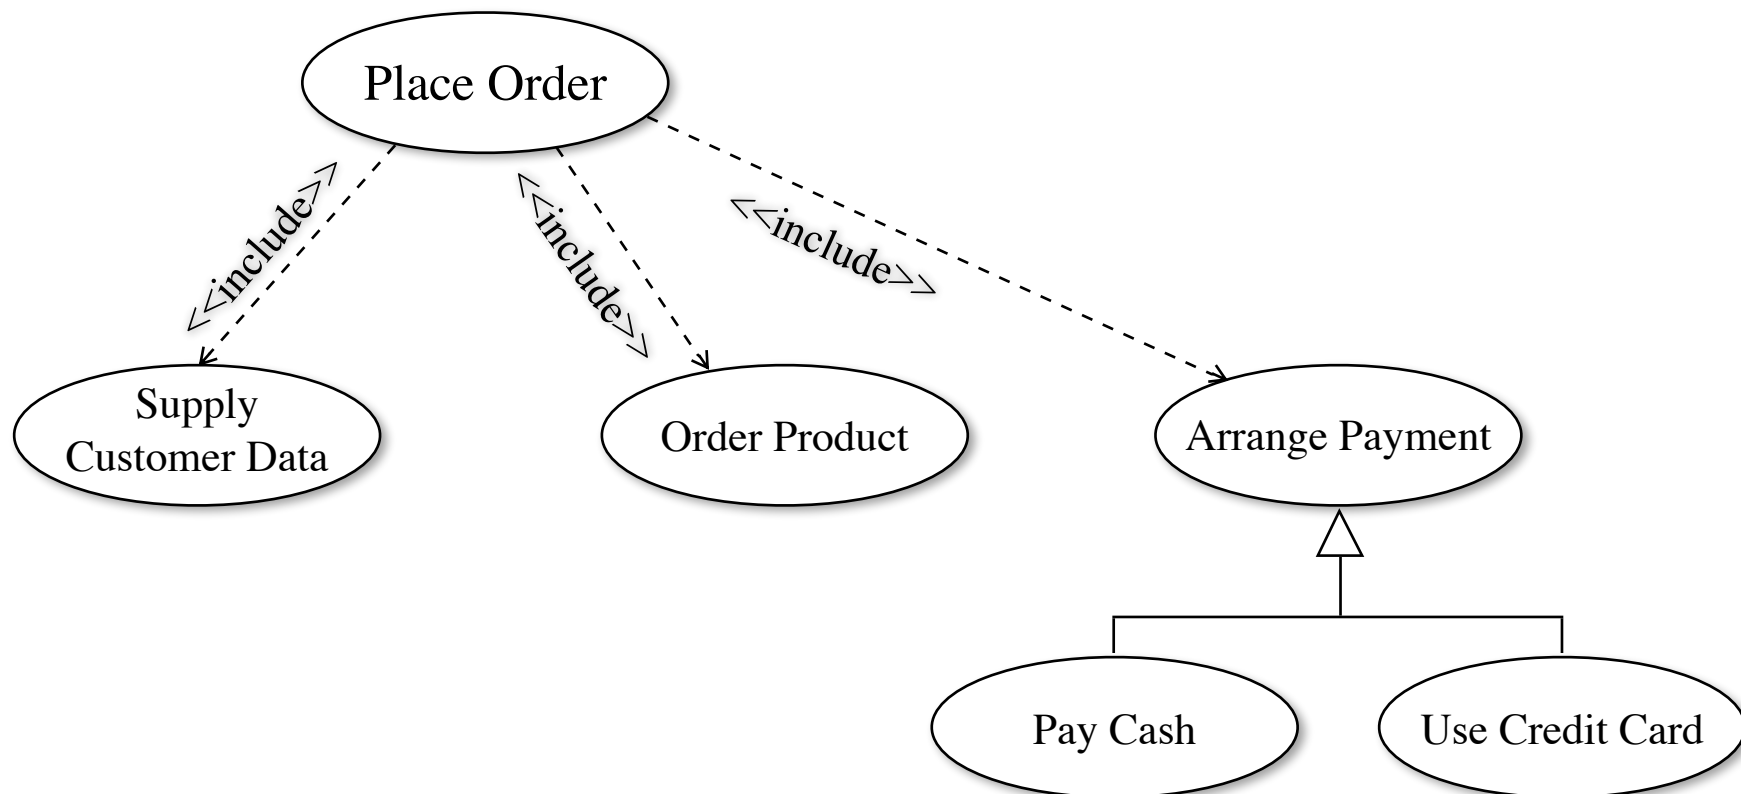 Place Order
<<include>>
<<include>>
<<include>>
Supply
Customer Data
Order Product
Arrange Payment
Pay Cash
Use Credit Card